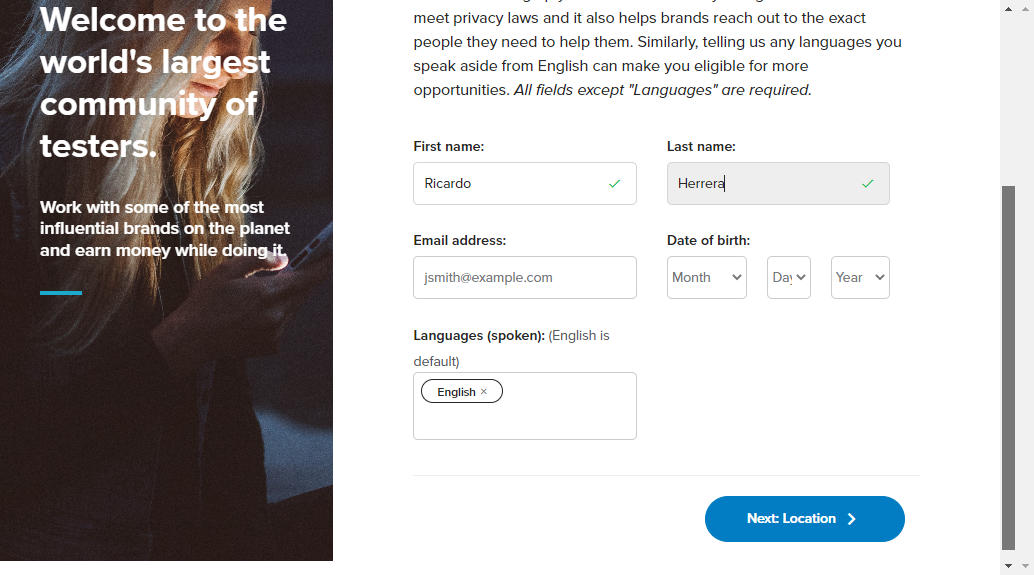 Welcome to the
world's largest
community of
testers.
Work with some of the most
influential brands on the planet
and earn money while doing it.
meet privacy laws and it also helps brands reach out to the exact
people they need to help them. Similarly, telling us any languages you
speak aside from English can make you eligible for more
opportunities. All fields except "Languages" are required.
First name:
Last name:
Ricardo
Herrera
Email address:
Date of birth:
jsmith@example.com
Month
Day
Year
Languages (spoken): (English is
default)
English ×
Next: Location